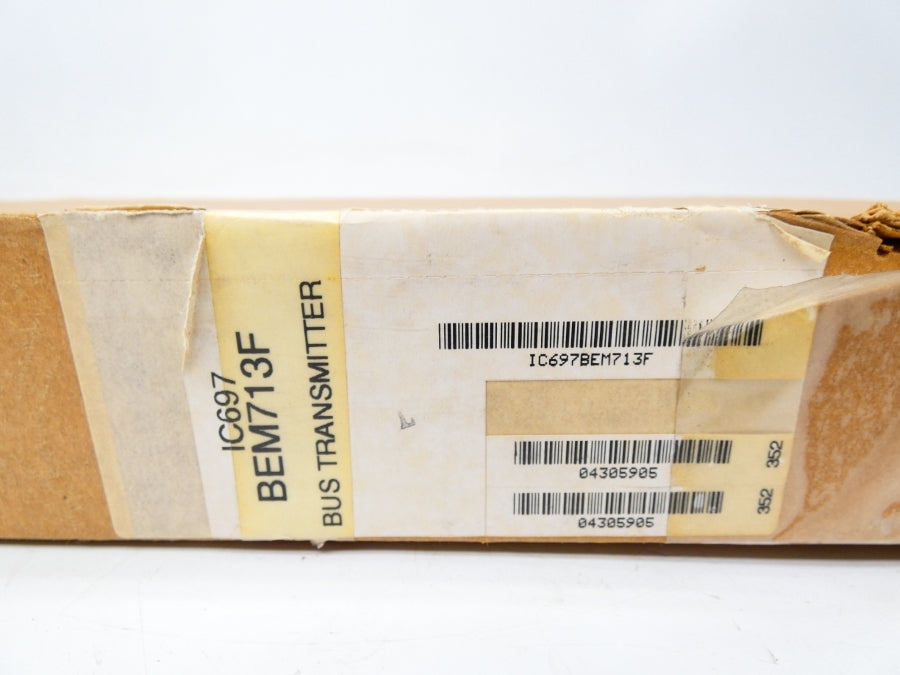 IC697
BEM713F
BUS TRANSMITTER
IC697BEM713F
04305905
352
04305905
352